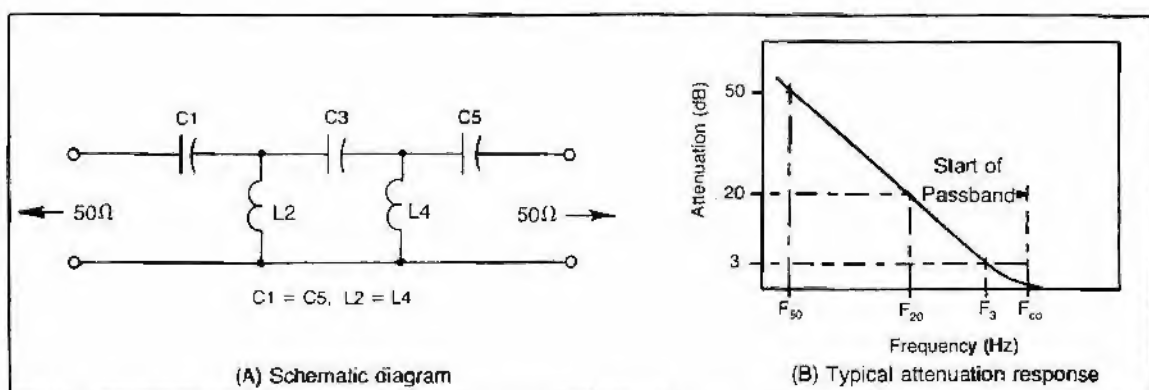 C1
C3
C5
50Ω
L2
L4
50Ω
C1 = C5, L2 = L4
(A) Schematic diagram
Attenuation (dB)
50
20
3
Start of
Passband
F50
F20
F3
Fco
Frequency (Hz)
(B) Typical attenuation response